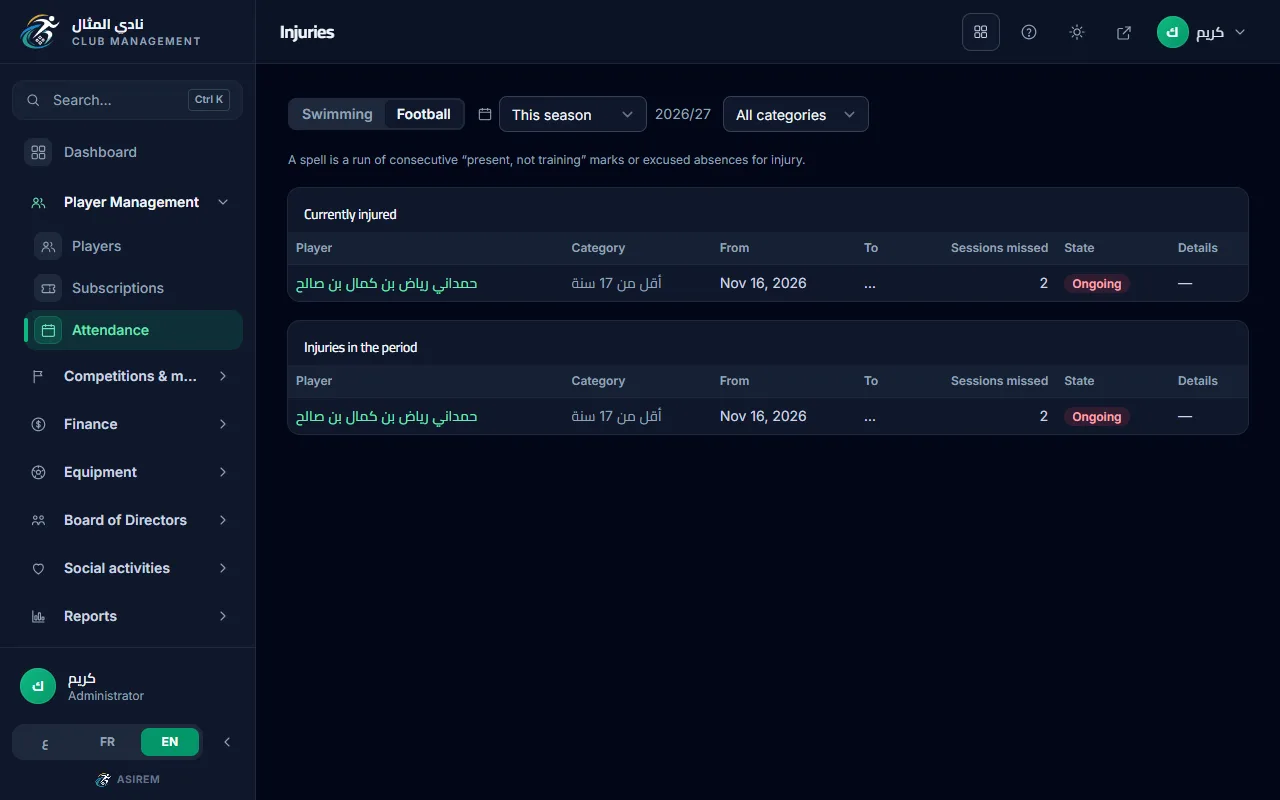 نادي المثال
CLUB MANAGEMENT
Search...
Ctrl K
Dashboard
Player Management
Players
Subscriptions
Attendance
Competitions & m...
Finance
Equipment
Board of Directors
Social activities
Reports
كريم
Administrator
ع FR EN
ASIREM
Injuries
ك كريم
Swimming Football This season 2026/27 All categories
A spell is a run of consecutive “present, not training” marks or excused absences for injury.
Currently injured
Player Category From To Sessions missed State Details
حمداني رياض بن كمال بن صالح أقل من 17 سنة Nov 16, 2026 ... 2 Ongoing —
Injuries in the period
Player Category From To Sessions missed State Details
حمداني رياض بن كمال بن صالح أقل من 17 سنة Nov 16, 2026 ... 2 Ongoing —